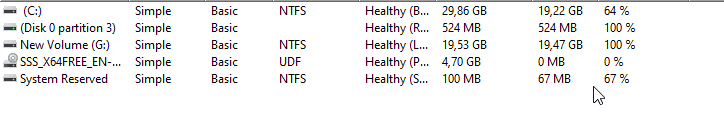 (C:) Simple Basic NTFS Healthy (B... 29,86 GB 19,22 GB 64 %
(Disk 0 partition 3) Simple Basic Healthy (R... 524 MB 524 MB 100 %
New Volume (G:) Simple Basic NTFS Healthy (L... 19,53 GB 19,47 GB 100 %
SSS_X64FREE_EN-... Simple Basic UDF Healthy (P... 4,70 GB 0 MB 0 %
System Reserved Simple Basic NTFS Healthy (S... 100 MB 67 MB 67 %